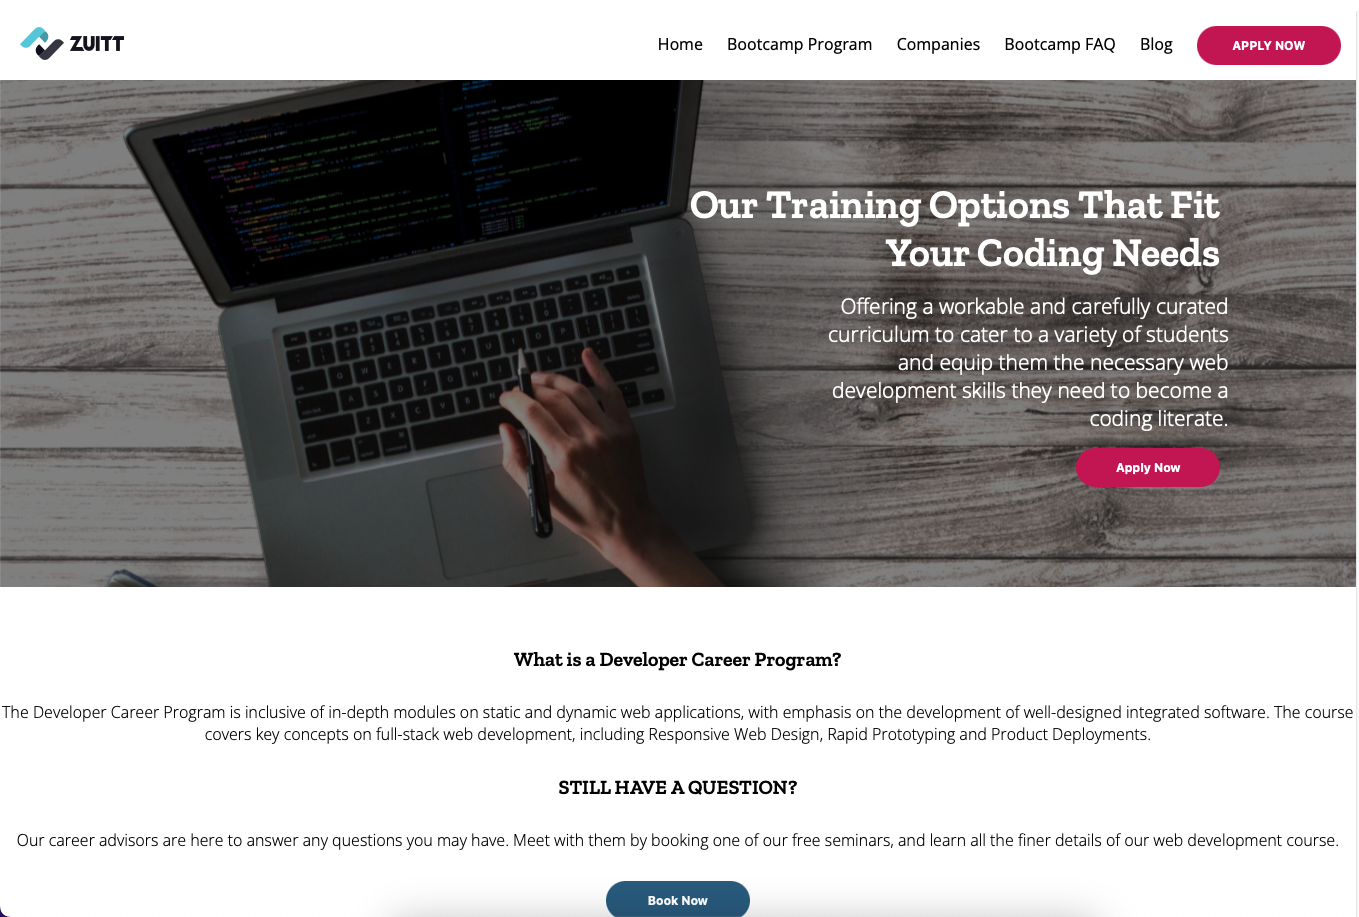 ZUITT
Home Bootcamp Program Companies Bootcamp FAQ Blog APPLY NOW
Our Training Options That Fit
Your Coding Needs
Offering a workable and carefully curated
curriculum to cater to a variety of students
and equip them the necessary web
development skills they need to become a
coding literate.
Apply Now
What is a Developer Career Program?
The Developer Career Program is inclusive of in-depth modules on static and dynamic web applications, with emphasis on the development of well-designed integrated software. The course
covers key concepts on full-stack web development, including Responsive Web Design, Rapid Prototyping and Product Deployments.
STILL HAVE A QUESTION?
Our career advisors are here to answer any questions you may have. Meet with them by booking one of our free seminars, and learn all the finer details of our web development course.
Book Now